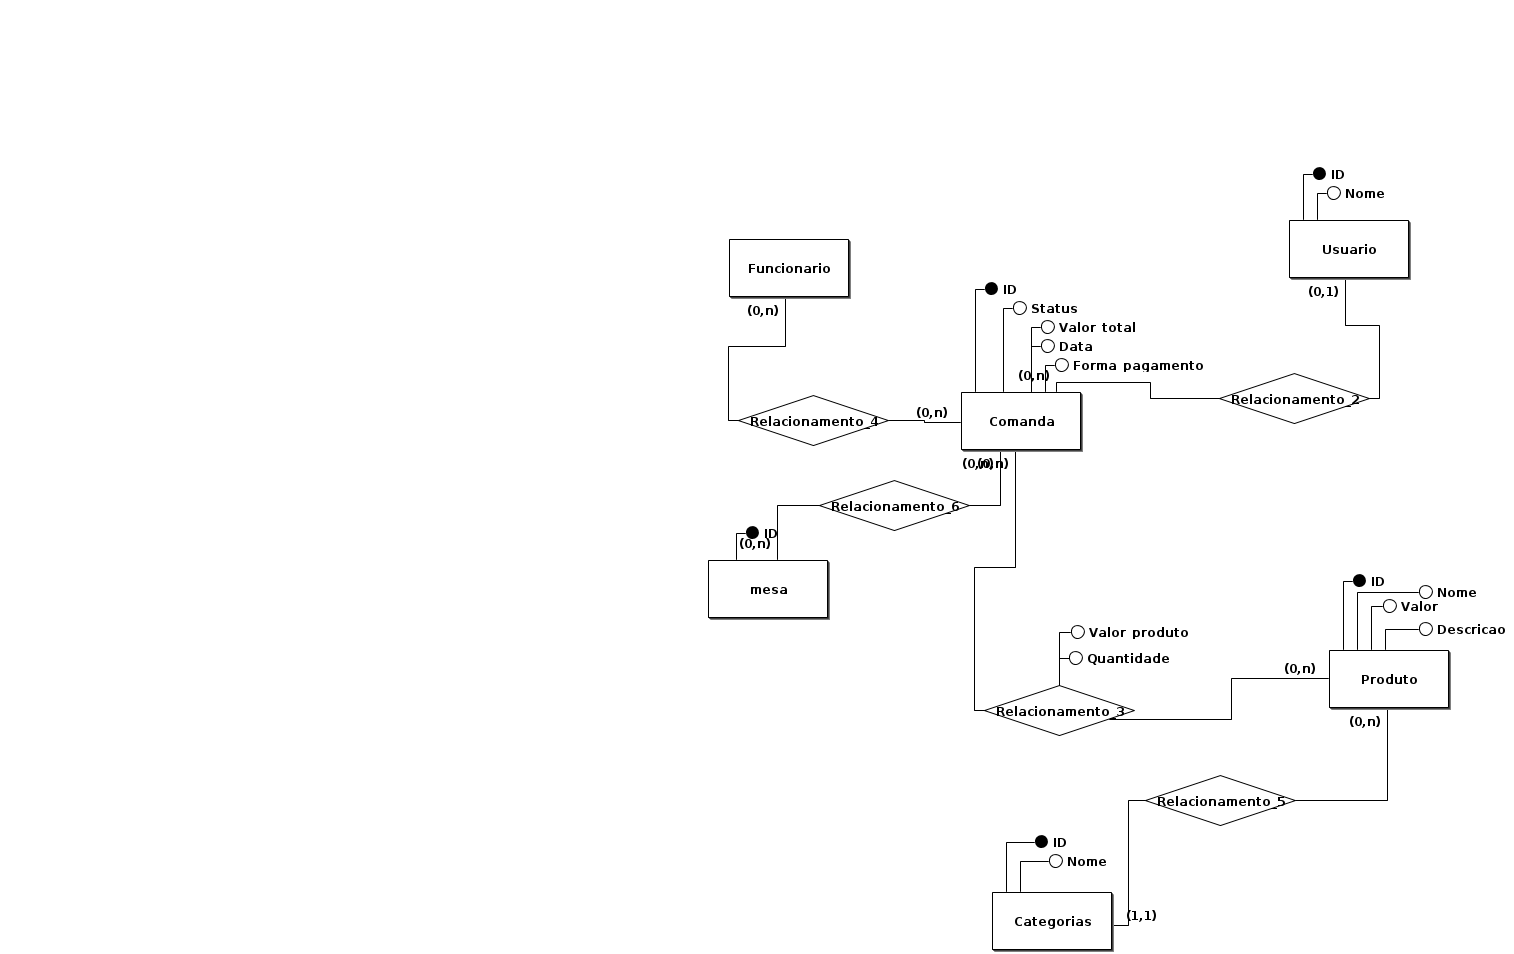 ID
Nome
Usuario
(0,1)
Funcionario
(0,n)
ID
Status
Valor total
Data
Forma pagamento
(0,n)
Relacionamento_2
(0,n)
Relacionamento_4
Comanda
(0,n)
(0,n)
Relacionamento_6
ID
(0,n)
mesa
ID
Nome
Valor
Descricao
Valor produto
Quantidade
(0,n)
Produto
Relacionamento_3
(0,n)
Relacionamento_5
ID
Nome
(1,1)
Categorias